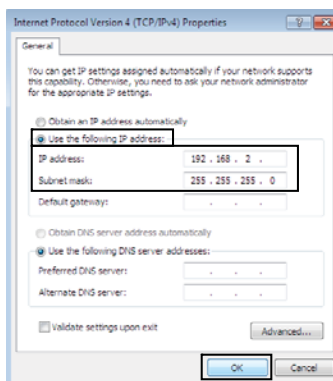 Internet Protocol Version 4 (TCP/IPv4) Properties
General
You can get IP settings assigned automatically if your network supports
this capability. Otherwise, you need to ask your network administrator
for the appropriate IP settings.
Obtain an IP address automatically
Use the following IP address:
IP address: 192 . 168 . 2 .
Subnet mask: 255 . 255 . 255 . 0
Default gateway: . . .
Obtain DNS server address automatically
Use the following DNS server addresses:
Preferred DNS server: . . .
Alternate DNS server: . . .
Validate settings upon exit
Advanced...
OK Cancel